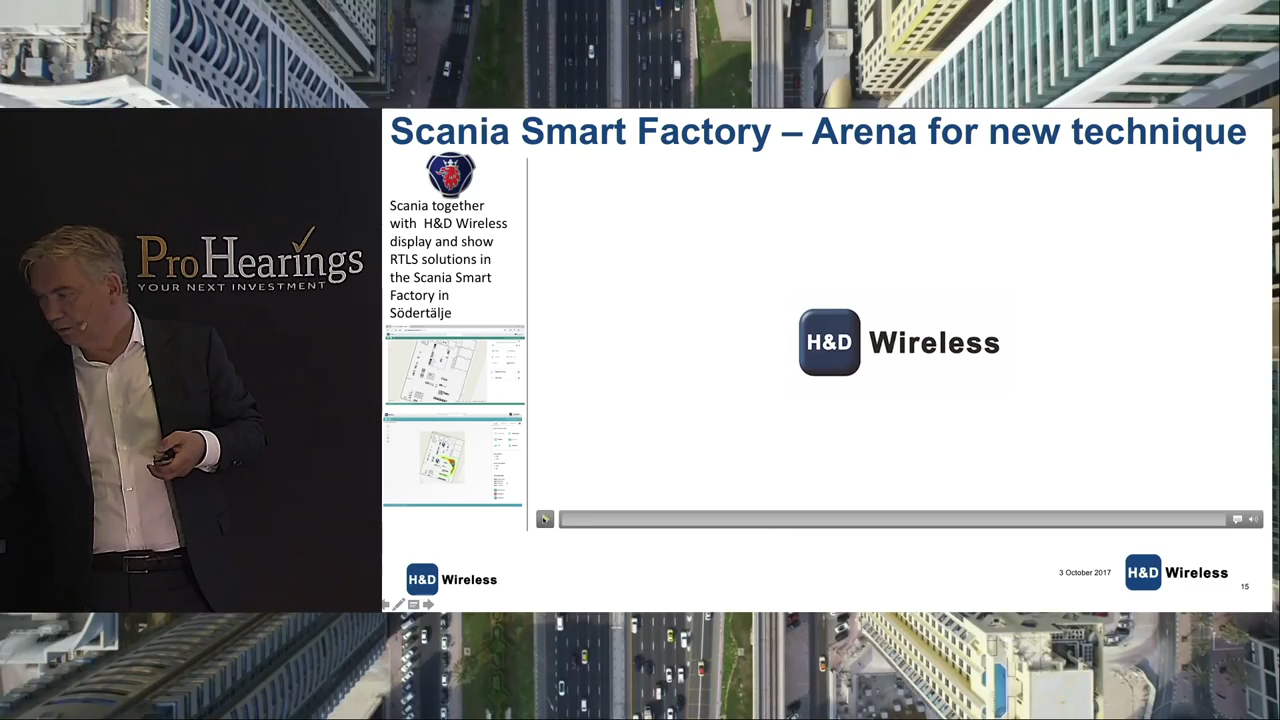 Scania Smart Factory – Arena for new technique
Scania together
with H&D Wireless
display and show
RTLS solutions in
the Scania Smart
Factory in
Södertälje
ProHearings
YOUR NEXT INVESTMENT
H&D Wireless
H&D Wireless
3 October 2017
H&D Wireless
15